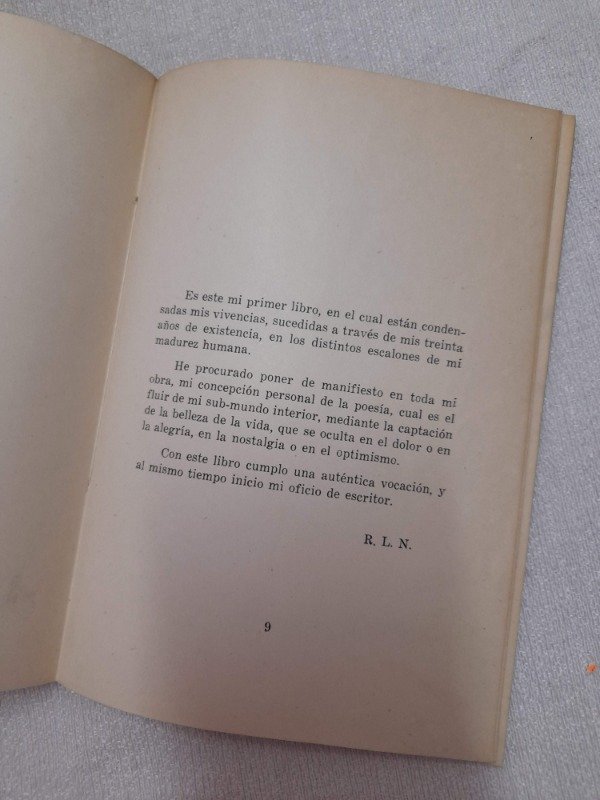 Es este mi primer libro, en el cual están conden-
sadas mis vivencias, sucedidas a través de mis treinta
años de existencia, en los distintos escalones de mi
madurez humana.
He procurado poner de manifiesto en toda mi
obra, mi concepción personal de la poesía, cual es el
fluir de mi sub-mundo interior, mediante la captación
de la belleza de la vida, que se oculta en el dolor o en
la alegría, en la nostalgia o en el optimismo.
Con este libro cumplo una auténtica vocación, y
al mismo tiempo inicio mi oficio de escritor.
R. L. N.
9